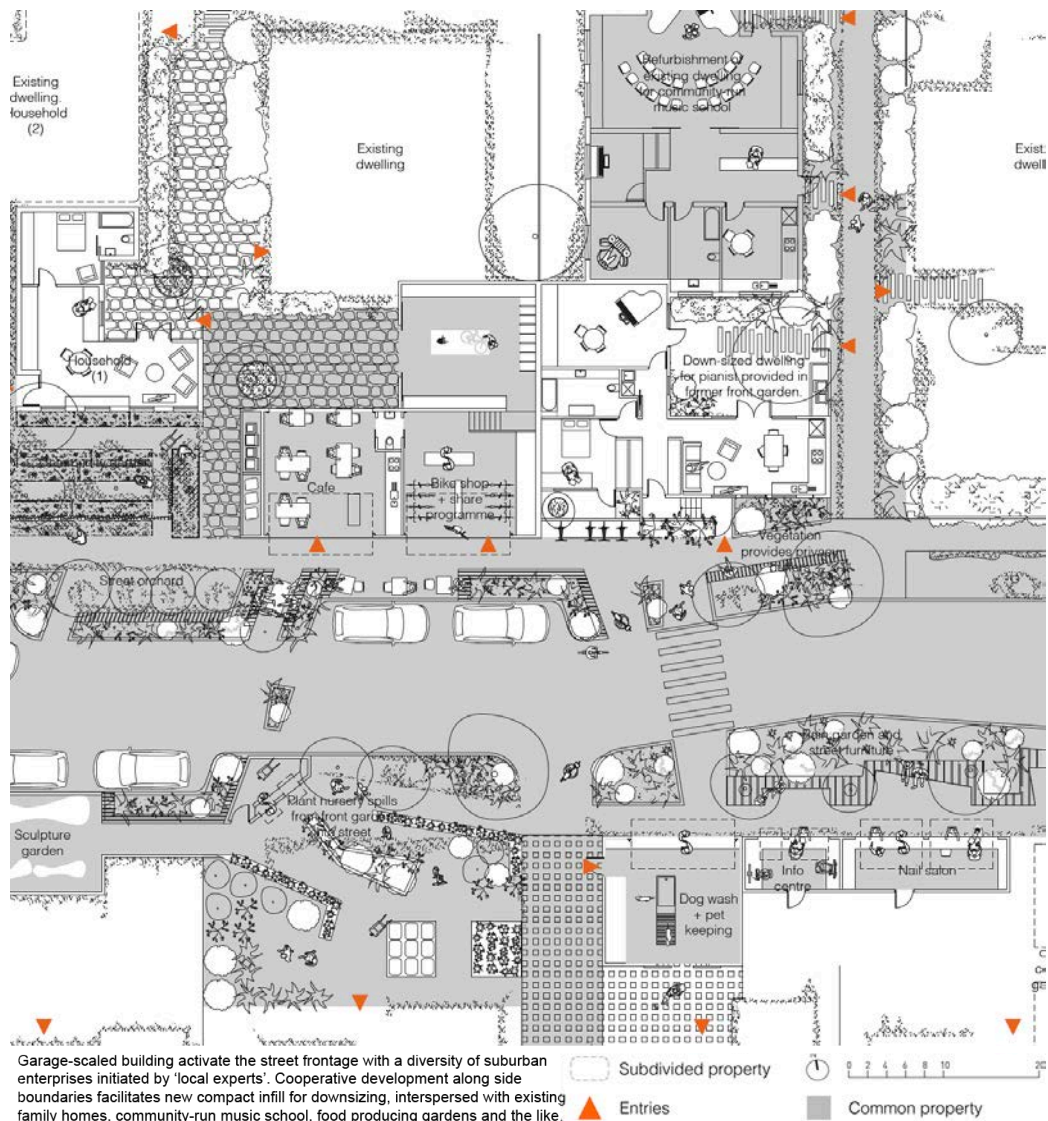 Refurbishment of
existing dwelling
for community-run
music school
Existing
dwelling.
Household
(2)
Existing
dwelling
Exist.
dwell
Household
(1)
Down-sized dwelling
for pianist provided in
former front garden.
Cafe
Bike shop
+ share
programme
Vegetation
provides privacy
Street orchard
Rain garden and
street furniture
Plant nursery spills
from front garden
into street
Sculpture
garden
Info
centre
Nail salon
Dog wash
+ pet
keeping
Garage-scaled building activate the street frontage with a diversity of suburban
enterprises initiated by ‘local experts’. Cooperative development along side
boundaries facilitates new compact infill for downsizing, interspersed with existing
family homes, community-run music school, food producing gardens and the like.
Subdivided property
0 2 4 6 8 10 20
Entries
Common property